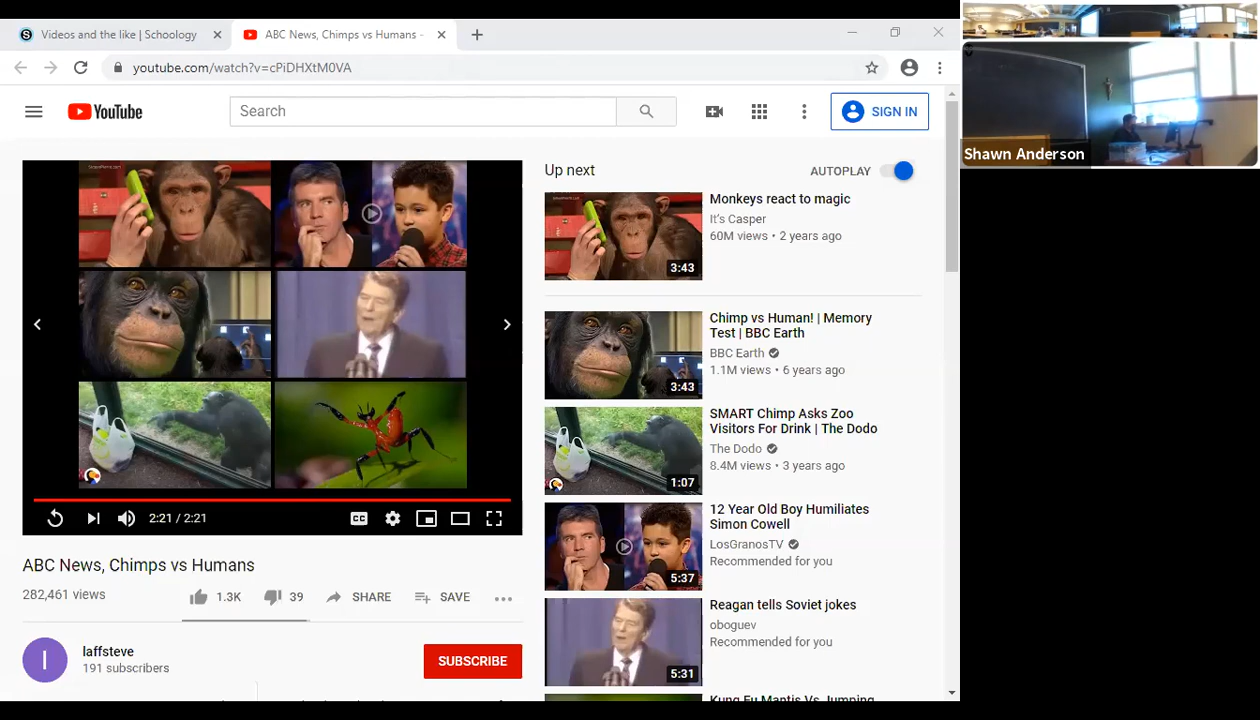 Videos and the like | Schoology
ABC News, Chimps vs Humans -
youtube.com/watch?v=cPiDHXtM0VA
YouTube
Search
SIGN IN
Shawn Anderson
Up next
AUTOPLAY
Monkeys react to magic
It's Casper
60M views • 2 years ago
3:43
Chimp vs Human! | Memory
Test | BBC Earth
BBC Earth
1.1M views • 6 years ago
3:43
SMART Chimp Asks Zoo
Visitors For Drink | The Dodo
The Dodo
8.4M views • 3 years ago
1:07
12 Year Old Boy Humiliates
Simon Cowell
LosGranosTV
Recommended for you
5:37
Reagan tells Soviet jokes
oboguev
Recommended for you
5:31
Kung Fu Mantis Vs Jumping
2:21 / 2:21
CC
ABC News, Chimps vs Humans
282,461 views
1.3K
39
SHARE
SAVE
I
laffsteve
191 subscribers
SUBSCRIBE